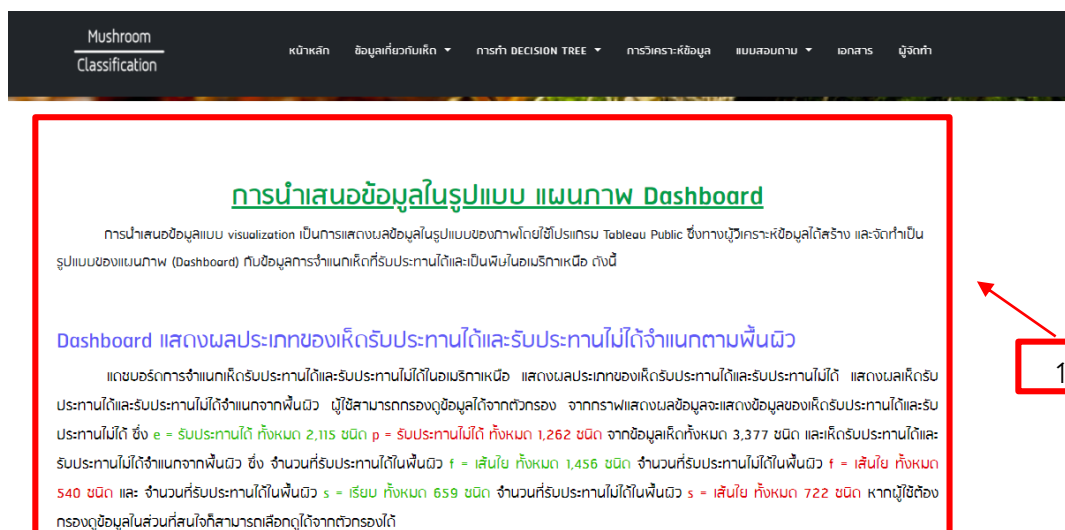 Mushroom
Classification
หน้าหลัก ข้อมูลเกี่ยวกับเห็ด การทำ DECISION TREE การวิเคราะห์ข้อมูล แบบสอบถาม เอกสาร ผู้จัดทำ
การนำเสนอข้อมูลในรูปแบบ แผนภาพ Dashboard
การนำเสนอข้อมูลแบบ visualization เป็นการแสดงผลข้อมูลในรูปแบบของภาพโดยใช้โปรแกรม Tableau Public ซึ่งทางผู้วิเคราะห์ข้อมูลได้สร้าง และจัดทำเป็น
รูปแบบของแผนภาพ (Dashboard) กับข้อมูลการจำแนกเห็ดที่รับประทานได้และเป็นพิษในอเมริกาเหนือ ดังนี้
Dashboard แสดงผลประเภทของเห็ดรับประทานได้และรับประทานไม่ได้จำแนกตามพื้นผิว
แดชบอร์ดการจำแนกเห็ดรับประทานได้และรับประทานไม่ได้ในอเมริกาเหนือ แสดงผลประเภทของเห็ดรับประทานได้และรับประทานไม่ได้ แสดงผลเห็ดรับ
ประทานได้และรับประทานไม่ได้จำแนกจากพื้นผิว ผู้ใช้สามารถกรองดูข้อมูลได้จากตัวกรอง จากกราฟแสดงผลข้อมูลจะแสดงข้อมูลของเห็ดรับประทานได้และรับ
ประทานไม่ได้ ซึ่ง e = รับประทานได้ ทั้งหมด 2,115 ชนิด p = รับประทานไม่ได้ ทั้งหมด 1,262 ชนิด จากข้อมูลเห็ดทั้งหมด 3,377 ชนิด และเห็ดรับประทานได้และ
รับประทานไม่ได้จำแนกจากพื้นผิว ซึ่ง จำนวนที่รับประทานได้ในพื้นผิว f = เส้นใย ทั้งหมด 1,456 ชนิด จำนวนที่รับประทานไม่ได้ในพื้นผิว f = เส้นใย ทั้งหมด
540 ชนิด และ จำนวนที่รับประทานได้ในพื้นผิว s = เรียบ ทั้งหมด 659 ชนิด จำนวนที่รับประทานไม่ได้ในพื้นผิว s = เส้นใย ทั้งหมด 722 ชนิด หากผู้ใช้ต้อง
กรองดูข้อมูลในส่วนที่สนใจก็สามารถเลือกดูได้จากตัวกรองได้
1